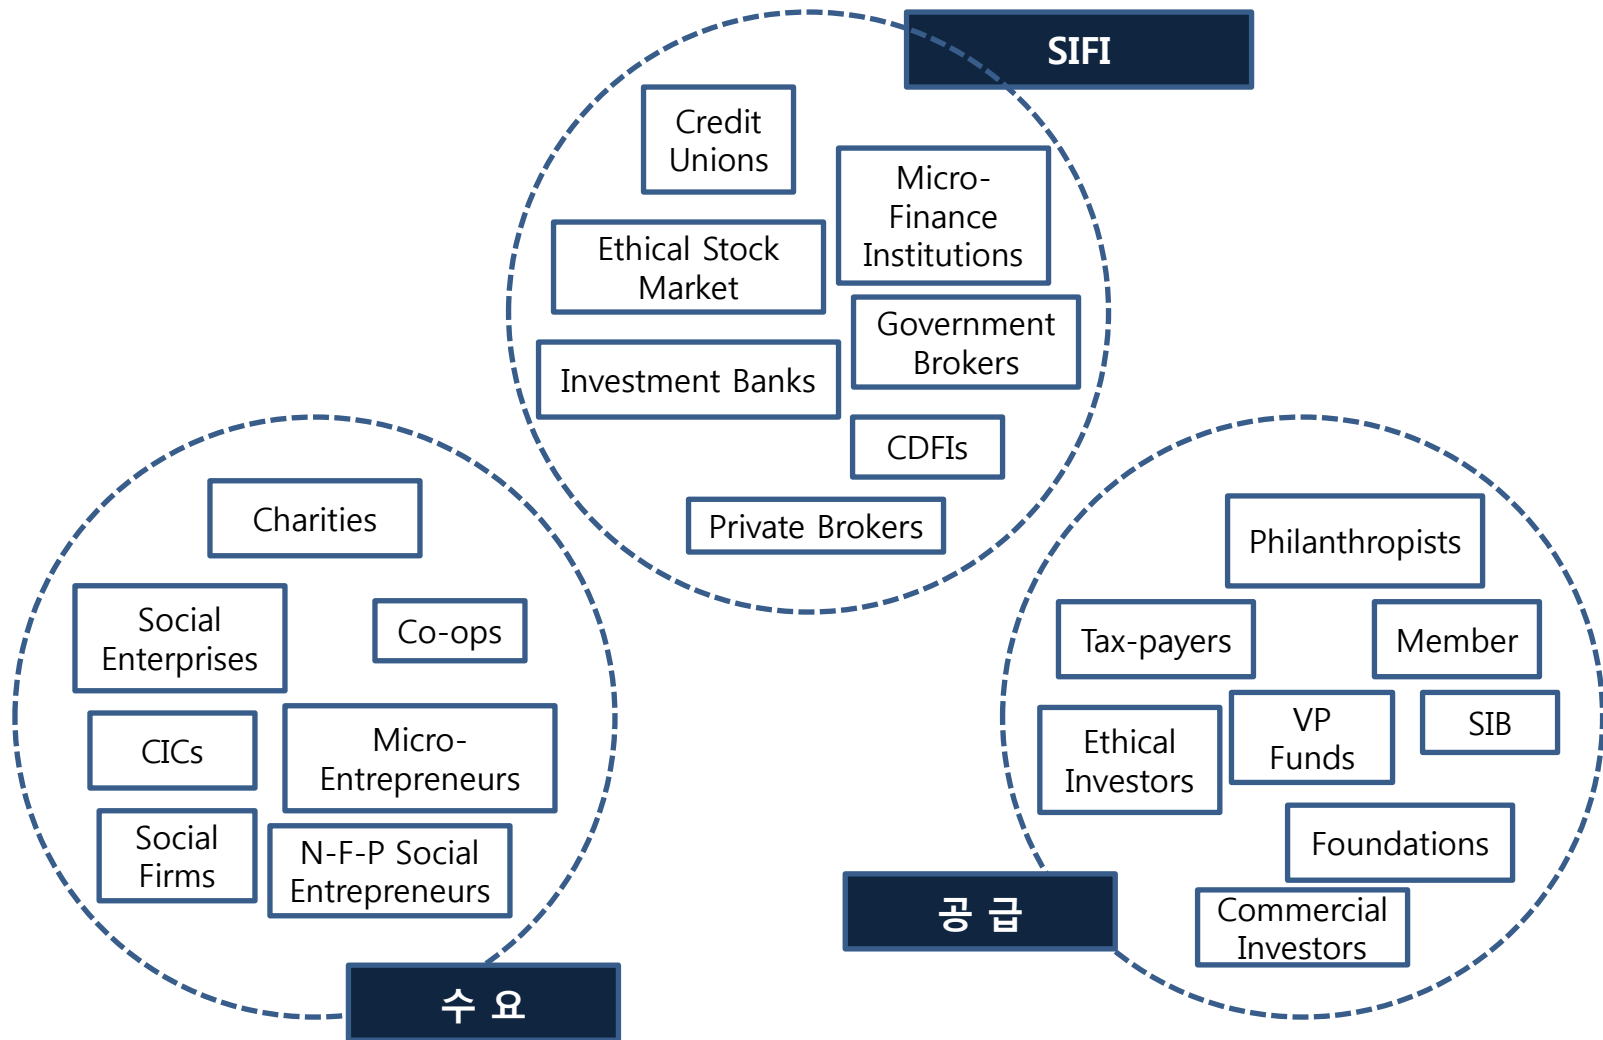 SIFI
Credit
Unions
Micro-
Finance
Institutions
Ethical Stock
Market
Government
Brokers
Investment Banks
CDFIs
Private Brokers
Charities
Social
Enterprises
Co-ops
CICs
Micro-
Entrepreneurs
Social
Firms
N-F-P Social
Entrepreneurs
수 요
Philanthropists
Tax-payers
Member
Ethical
Investors
VP
Funds
SIB
Foundations
Commercial
Investors
공 급